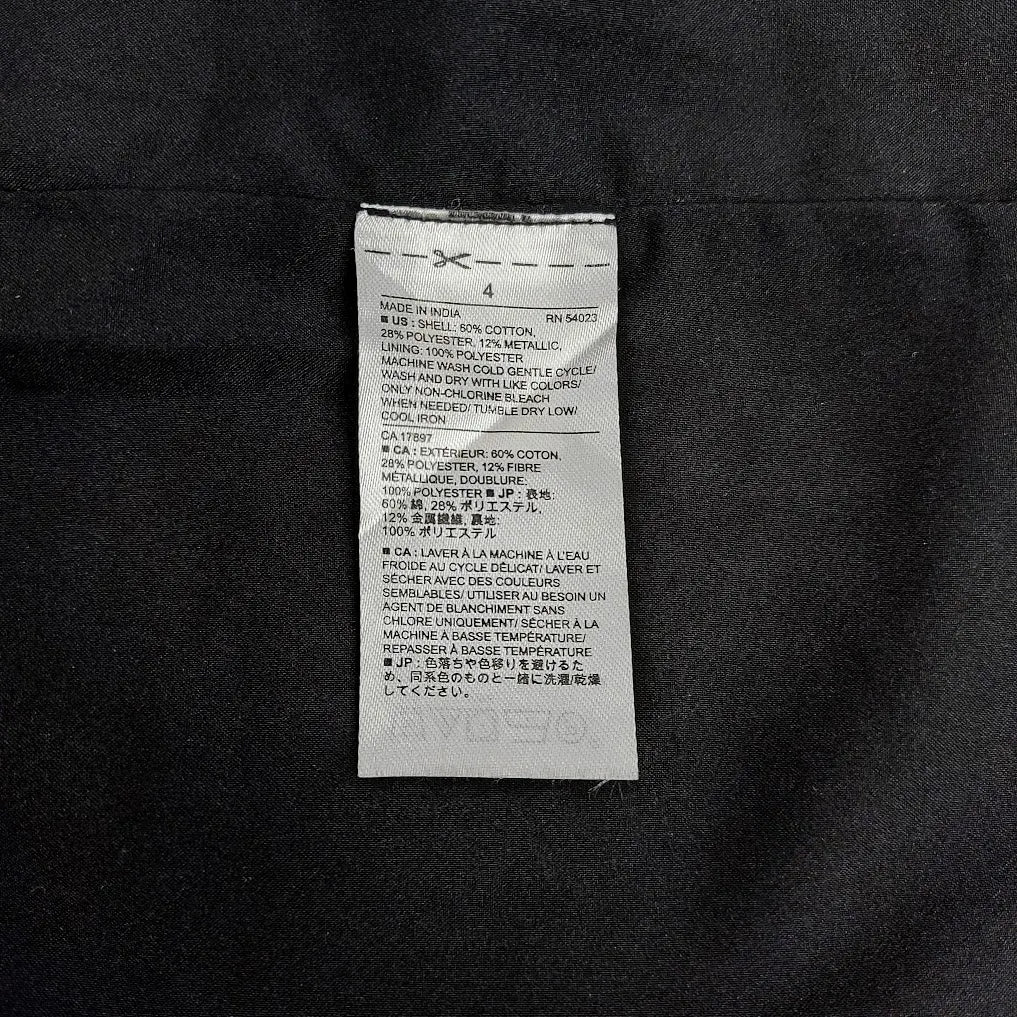 4
MADE IN INDIA RN 54023
■ US : SHELL: 60% COTTON,
28% POLYESTER, 12% METALLIC,
LINING: 100% POLYESTER
MACHINE WASH COLD GENTLE CYCLE/
WASH AND DRY WITH LIKE COLORS/
ONLY NON-CHLORINE BLEACH
WHEN NEEDED/ TUMBLE DRY LOW/
COOL IRON
CA 17897
■ CA : EXTÉRIEUR: 60% COTON,
28% POLYESTER, 12% FIBRE
MÉTALLIQUE, DOUBLURE:
100% POLYESTER ■ JP : 表地:
60% 綿, 28% ポリエステル,
12% 金属繊維, 裏地:
100% ポリエステル
■ CA : LAVER À LA MACHINE À L'EAU
FROIDE AU CYCLE DÉLICAT/ LAVER ET
SÉCHER AVEC DES COULEURS
SEMBLABLES/ UTILISER AU BESOIN UN
AGENT DE BLANCHIMENT SANS
CHLORE UNIQUEMENT/ SÉCHER À LA
MACHINE À BASSE TEMPÉRATURE/
REPASSER À BASSE TEMPÉRATURE
■ JP : 色落ちや色移りを避けるた
め、同系色のものと一緒に洗濯/乾燥
してください。